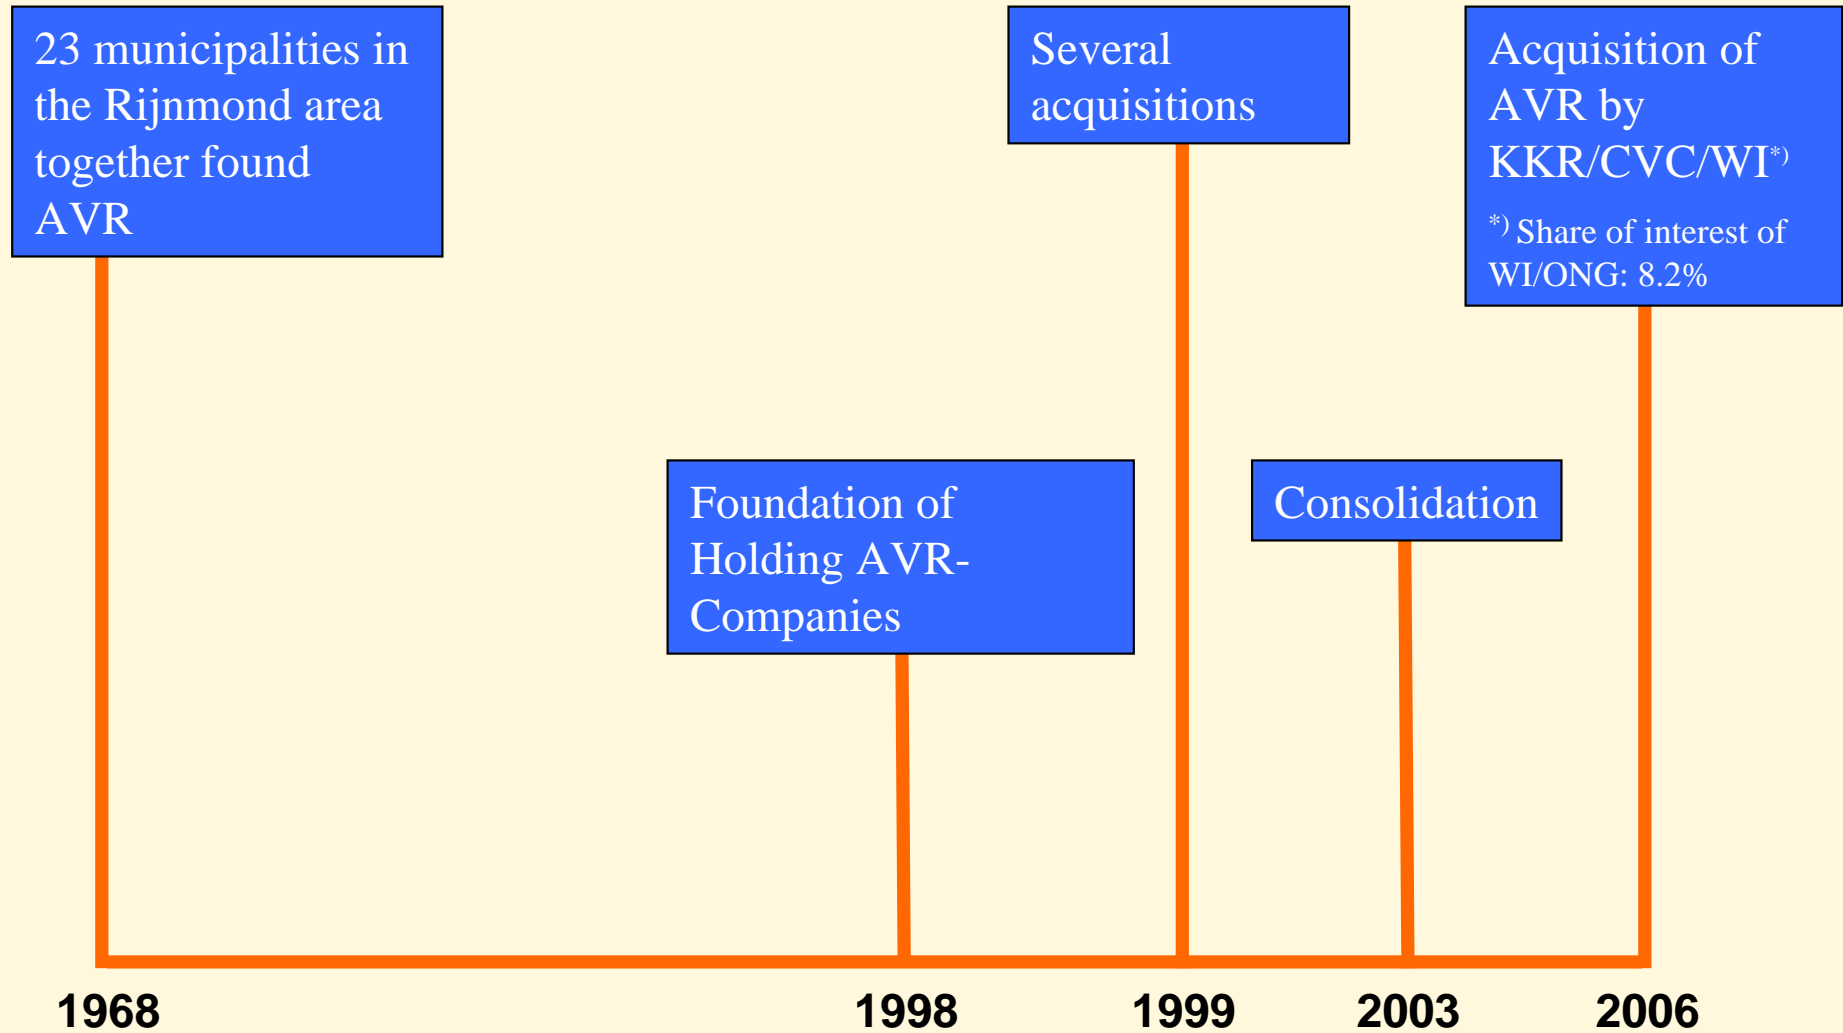 23 municipalities in
the Rijnmond area
together found
AVR
Several
acquisitions
Acquisition of
AVR by
KKR/CVC/WI*)
*) Share of interest of
WI/ONG: 8.2%
Foundation of
Holding AVR-
Companies
Consolidation
1968 1998 1999 2003 2006